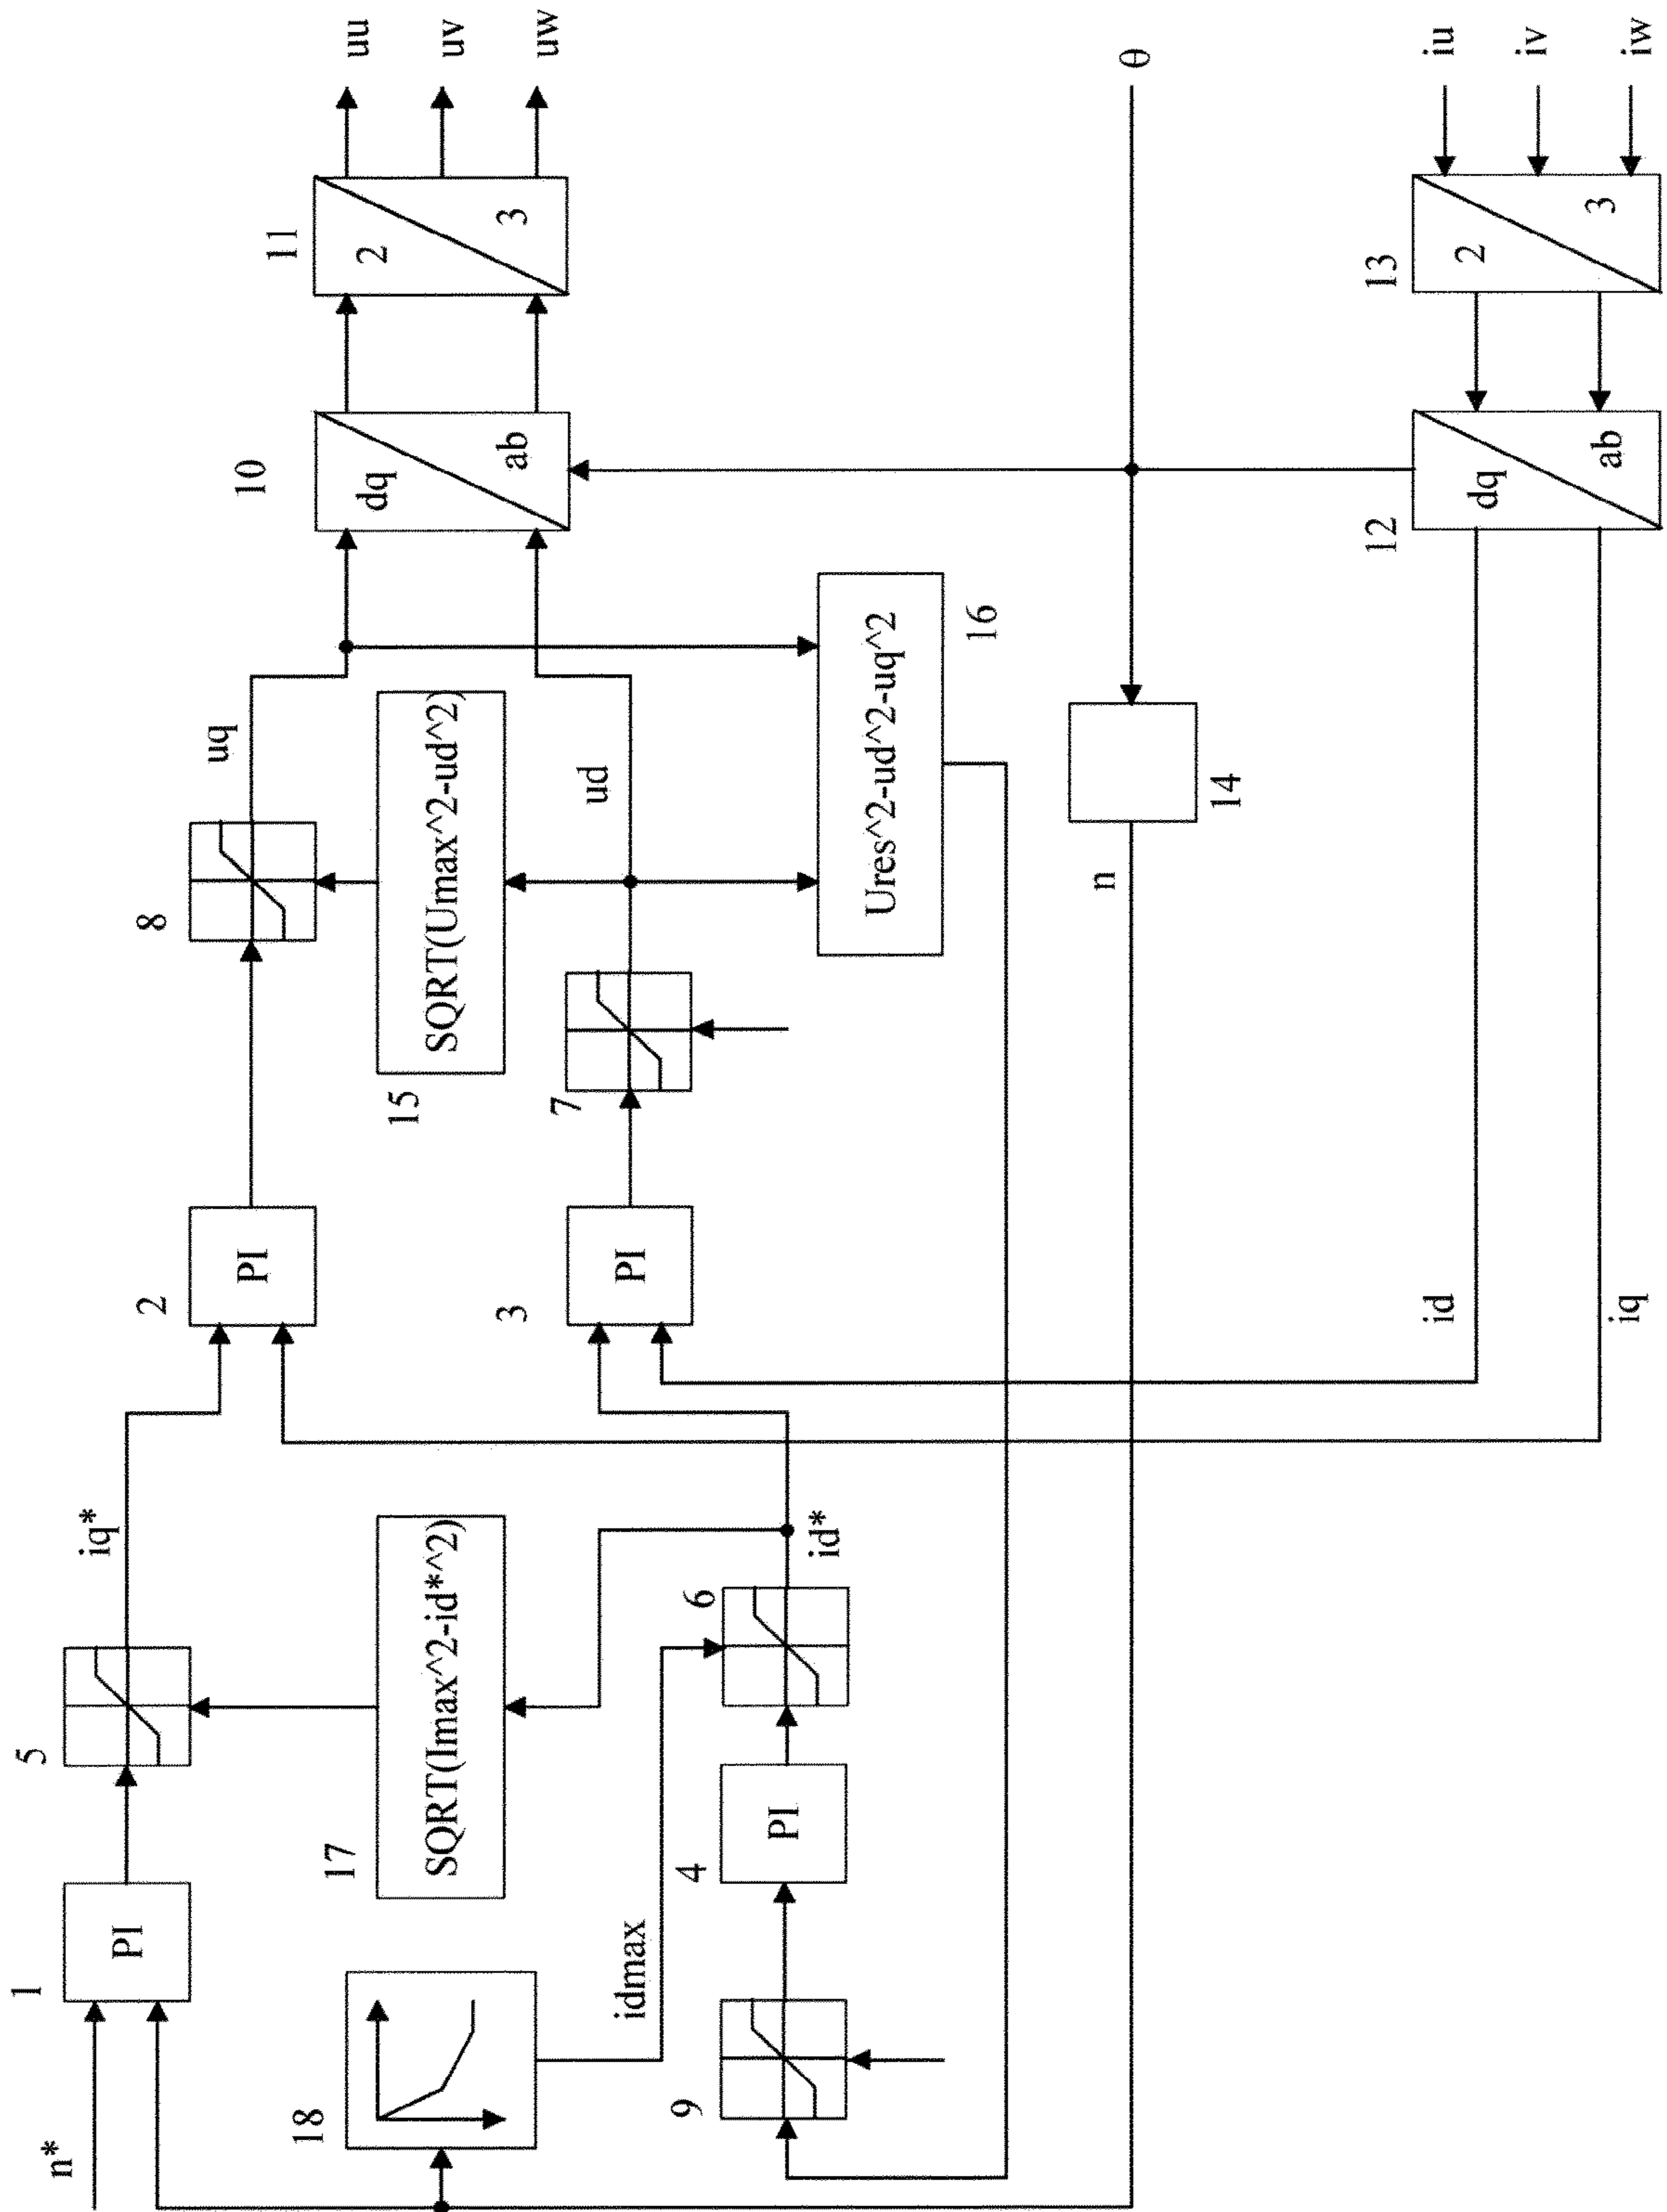 n*
1
PI
5
iq*
2
PI
8
uq
10
dq
ab
11
2
3
uu
uv
uw
18
17
SQRT(Imax^2-id*^2)
15
SQRT(Umax^2-ud^2)
idmax
9
4
PI
6
id*
3
PI
7
ud
Ures^2-ud^2-uq^2
16
n
14
θ
id
iq
12
dq
ab
13
2
3
iu
iv
iw